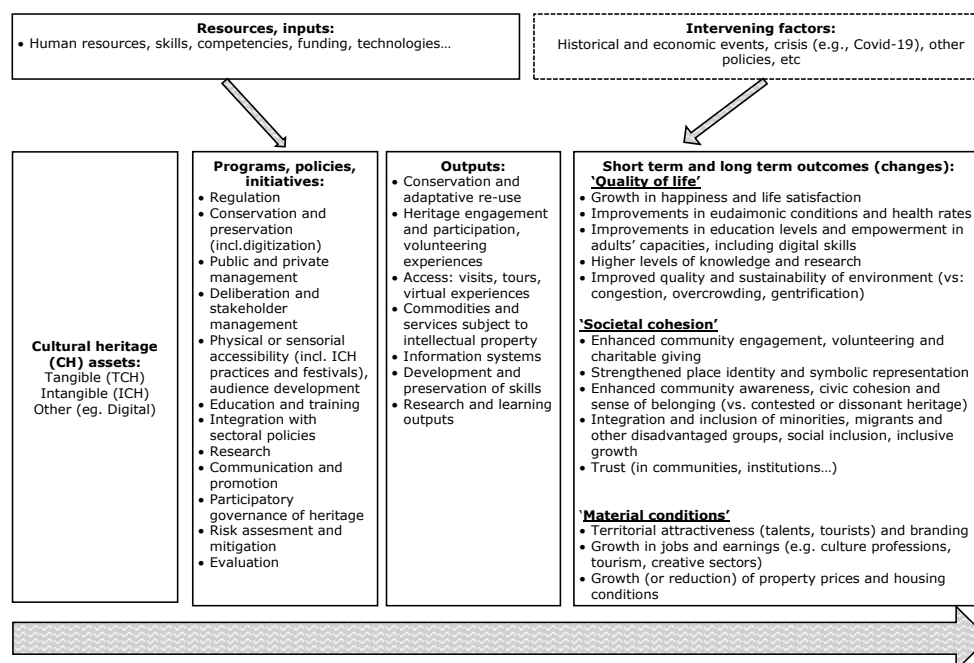 Resources, inputs:
• Human resources, skills, competencies, funding, technologies…
Intervening factors:
Historical and economic events, crisis (e.g., Covid-19), other
policies, etc
Cultural heritage
(CH) assets:
Tangible (TCH)
Intangible (ICH)
Other (eg. Digital)
Programs, policies,
initiatives:
• Regulation
• Conservation and
preservation
(incl.digitization)
• Public and private
management
• Deliberation and
stakeholder
management
• Physical or sensorial
accessibility (incl. ICH
practices and festivals),
audience development
• Education and training
• Integration with
sectoral policies
• Research
• Communication and
promotion
• Participatory
governance of heritage
• Risk assesment and
mitigation
• Evaluation
Outputs:
• Conservation and
adaptative re-use
• Heritage engagement
and participation,
volunteering
experiences
• Access: visits, tours,
virtual experiences
• Commodities and
services subject to
intellectual property
• Information systems
• Development and
preservation of skills
• Research and learning
outputs
Short term and long term outcomes (changes):
‘Quality of life’
• Growth in happiness and life satisfaction
• Improvements in eudaimonic conditions and health rates
• Improvements in education levels and empowerment in
adults’ capacities, including digital skills
• Higher levels of knowledge and research
• Improved quality and sustainability of environment (vs:
congestion, overcrowding, gentrification)
‘Societal cohesion’
• Enhanced community engagement, volunteering and
charitable giving
• Strengthened place identity and symbolic representation
• Enhanced community awareness, civic cohesion and
sense of belonging (vs. contested or dissonant heritage)
• Integration and inclusion of minorities, migrants and
other disadvantaged groups, social inclusion, inclusive
growth
• Trust (in communities, institutions…)
‘Material conditions’
• Territorial attractiveness (talents, tourists) and branding
• Growth in jobs and earnings (e.g. culture professions,
tourism, creative sectors)
• Growth (or reduction) of property prices and housing
conditions